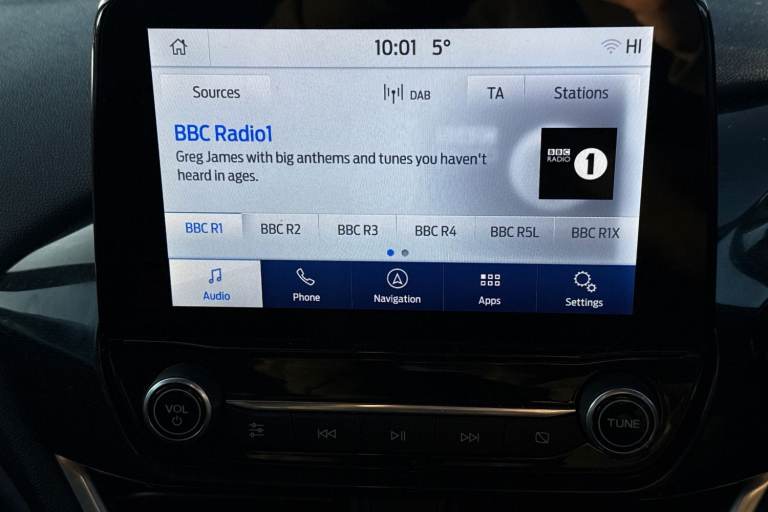 10:01 5° HI
Sources DAB TA Stations
BBC Radio1
Greg James with big anthems and tunes you haven't
heard in ages.
BBC
RADIO 1
BBC R1 BBC R2 BBC R3 BBC R4 BBC R5L BBC R1X
Audio Phone Navigation Apps Settings
VOL TUNE